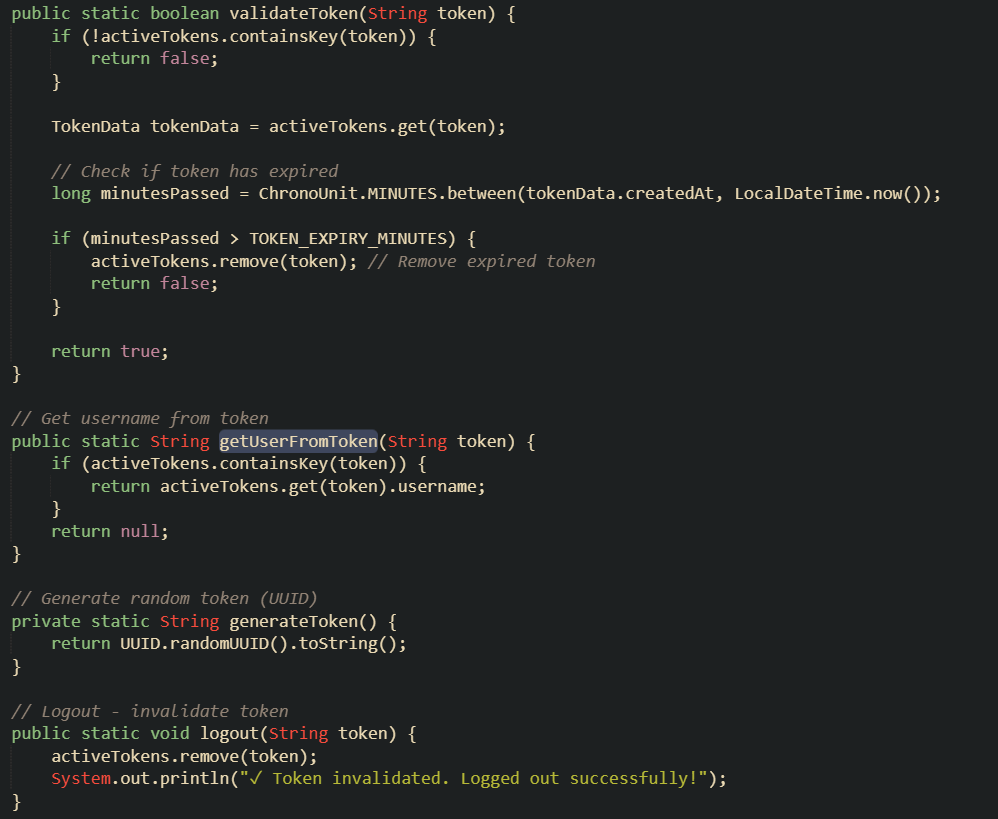 public static boolean validateToken(String token) {
    if (!activeTokens.containsKey(token)) {
        return false;
    }

    TokenData tokenData = activeTokens.get(token);

    // Check if token has expired
    long minutesPassed = ChronoUnit.MINUTES.between(tokenData.createdAt, LocalDateTime.now());

    if (minutesPassed > TOKEN_EXPIRY_MINUTES) {
        activeTokens.remove(token); // Remove expired token
        return false;
    }

    return true;
}

// Get username from token
public static String getUserFromToken(String token) {
    if (activeTokens.containsKey(token)) {
        return activeTokens.get(token).username;
    }
    return null;
}

// Generate random token (UUID)
private static String generateToken() {
    return UUID.randomUUID().toString();
}

// Logout - invalidate token
public static void logout(String token) {
    activeTokens.remove(token);
    System.out.println("✓ Token invalidated. Logged out successfully!");
}